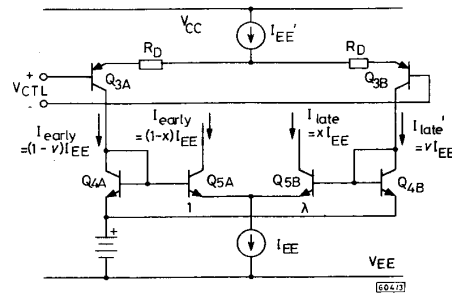 V_CC
I_EE'
R_D
R_D
Q_3A
Q_3B
+
V_CTL
-
I_early
=(1-v)I_EE
I_early
=(1-x)I_EE
I_late
=xI_EE
I_late'
=vI_EE
Q_4A
Q_5A
Q_5B
Q_4B
1
λ
+
I_EE
V_EE
604/3